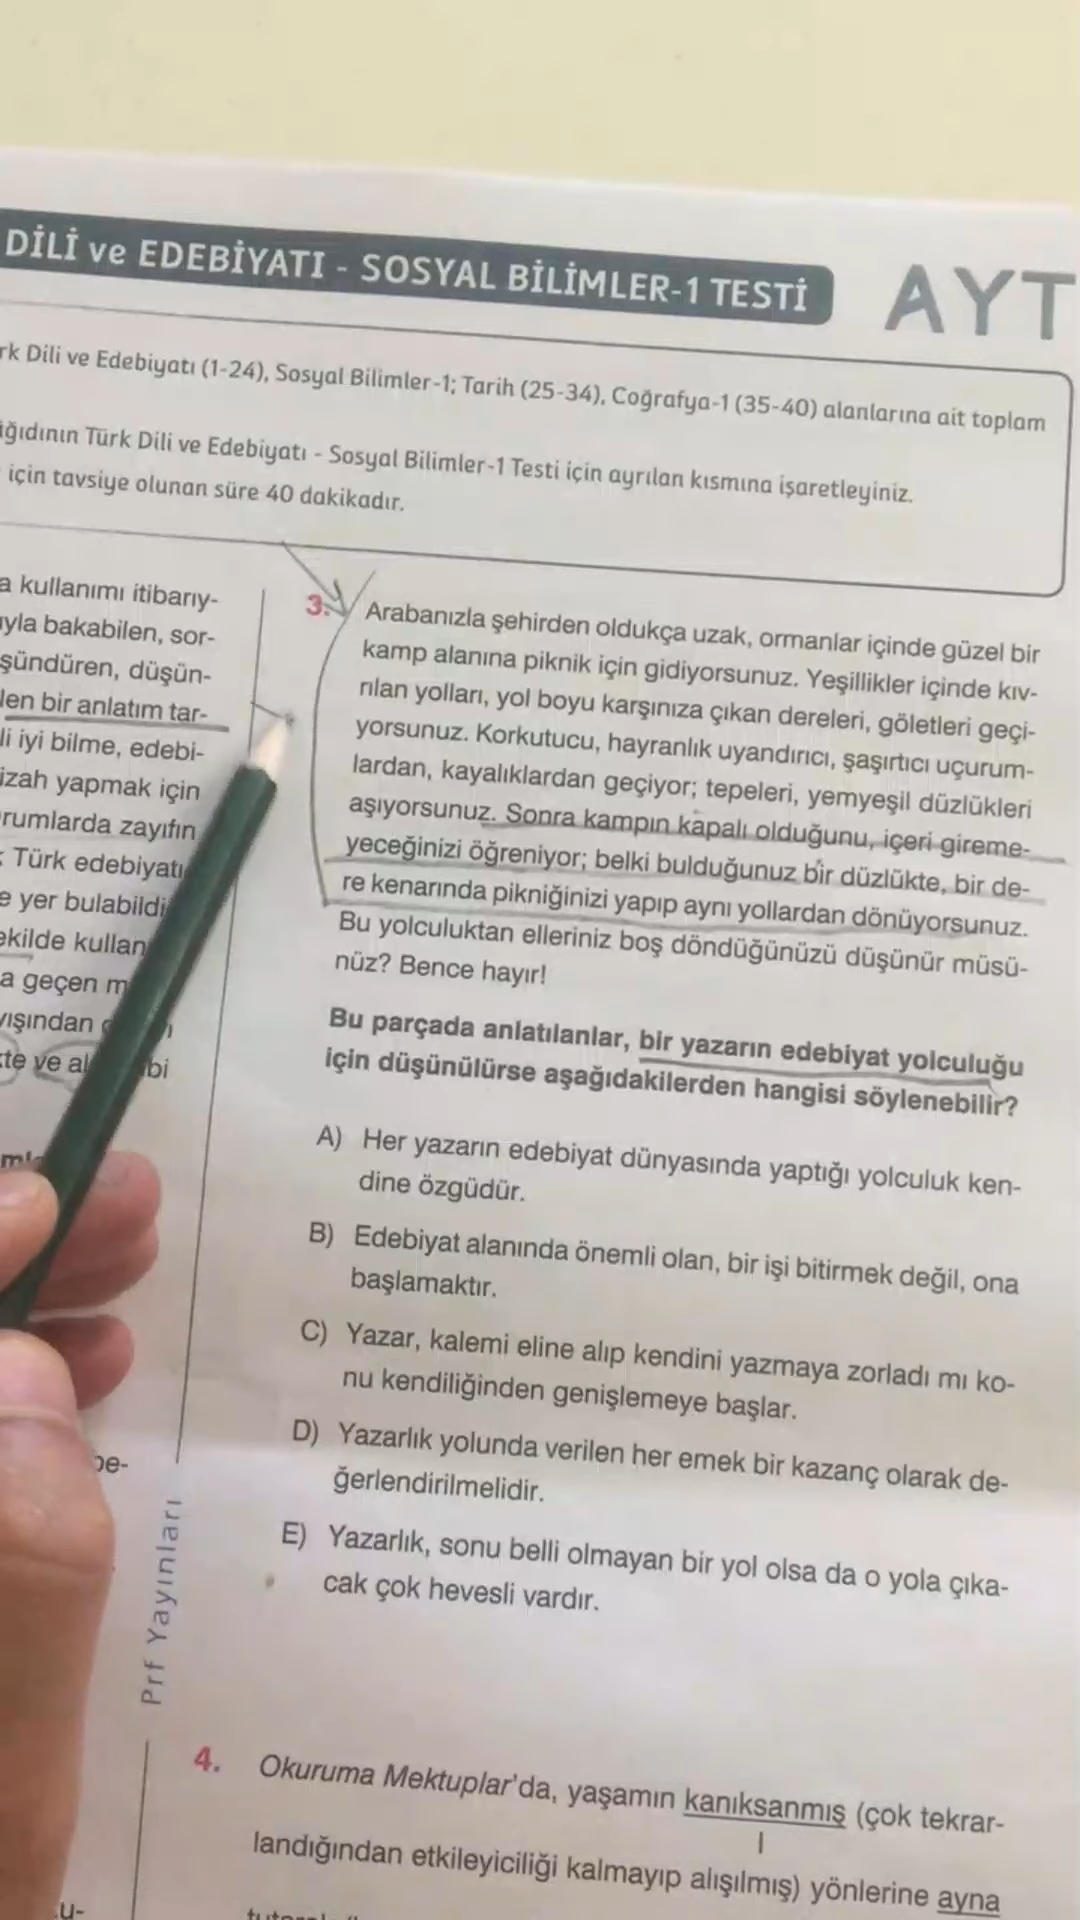 DİLİ ve EDEBİYATI - SOSYAL BİLİMLER-1 TESTİ
AYT
rk Dili ve Edebiyatı (1-24), Sosyal Bilimler-1; Tarih (25-34), Coğrafya-1 (35-40) alanlarına ait toplam
ğıdının Türk Dili ve Edebiyatı - Sosyal Bilimler-1 Testi için ayrılan kısmına işaretleyiniz.
için tavsiye olunan süre 40 dakikadır.
a kullanımı itibarıy-
yla bakabilen, sor-
şündüren, düşün-
len bir anlatım tar-
li iyi bilme, edebi-
izah yapmak için
rumlarda zayıfın
Türk edebiyatı
e yer bulabildi
ekilde kullan
a geçen m
yışından
te ve al bi
be-
Prf Yayınları
u-
3. Arabanızla şehirden oldukça uzak, ormanlar içinde güzel bir
kamp alanına piknik için gidiyorsunuz. Yeşillikler içinde kıv-
rılan yolları, yol boyu karşınıza çıkan dereleri, göletleri geçi-
yorsunuz. Korkutucu, hayranlık uyandırıcı, şaşırtıcı uçurum-
lardan, kayalıklardan geçiyor; tepeleri, yemyeşil düzlükleri
aşıyorsunuz. Sonra kampın kapalı olduğunu, içeri gireme-
yeceğinizi öğreniyor; belki bulduğunuz bir düzlükte, bir de-
re kenarında pikniğinizi yapıp aynı yollardan dönüyorsunuz.
Bu yolculuktan elleriniz boş döndüğünüzü düşünür müsü-
nüz? Bence hayır!
Bu parçada anlatılanlar, bir yazarın edebiyat yolculuğu
için düşünülürse aşağıdakilerden hangisi söylenebilir?
A) Her yazarın edebiyat dünyasında yaptığı yolculuk ken-
dine özgüdür.
B) Edebiyat alanında önemli olan, bir işi bitirmek değil, ona
başlamaktır.
C) Yazar, kalemi eline alıp kendini yazmaya zorladı mı ko-
nu kendiliğinden genişlemeye başlar.
D) Yazarlık yolunda verilen her emek bir kazanç olarak de-
ğerlendirilmelidir.
E) Yazarlık, sonu belli olmayan bir yol olsa da o yola çıka-
cak çok hevesli vardır.
4. Okuruma Mektuplar'da, yaşamın kanıksanmış (çok tekrar-
I
landığından etkileyiciliği kalmayıp alışılmış) yönlerine ayna